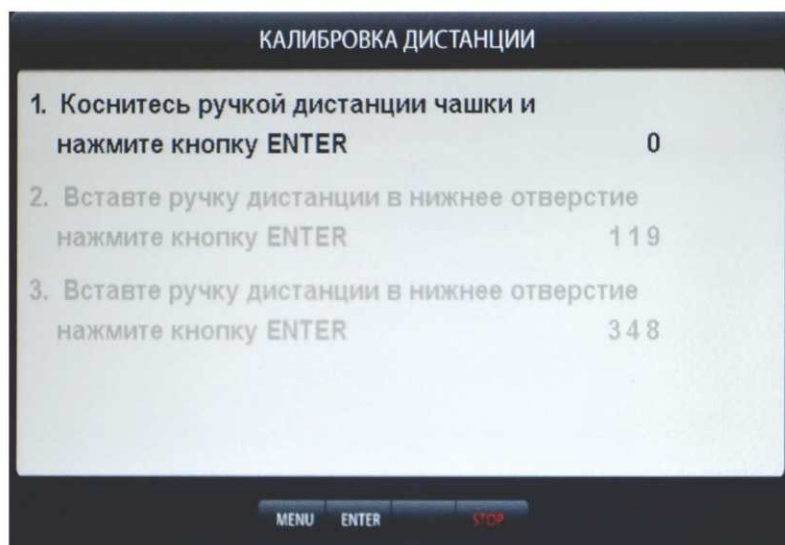 КАЛИБРОВКА ДИСТАНЦИИ
1. Коснитесь ручкой дистанции чашки и
нажмите кнопку ENTER 0
2. Вставте ручку дистанции в нижнее отверстие
нажмите кнопку ENTER 119
3. Вставте ручку дистанции в нижнее отверстие
нажмите кнопку ENTER 348
MENU ENTER STOP